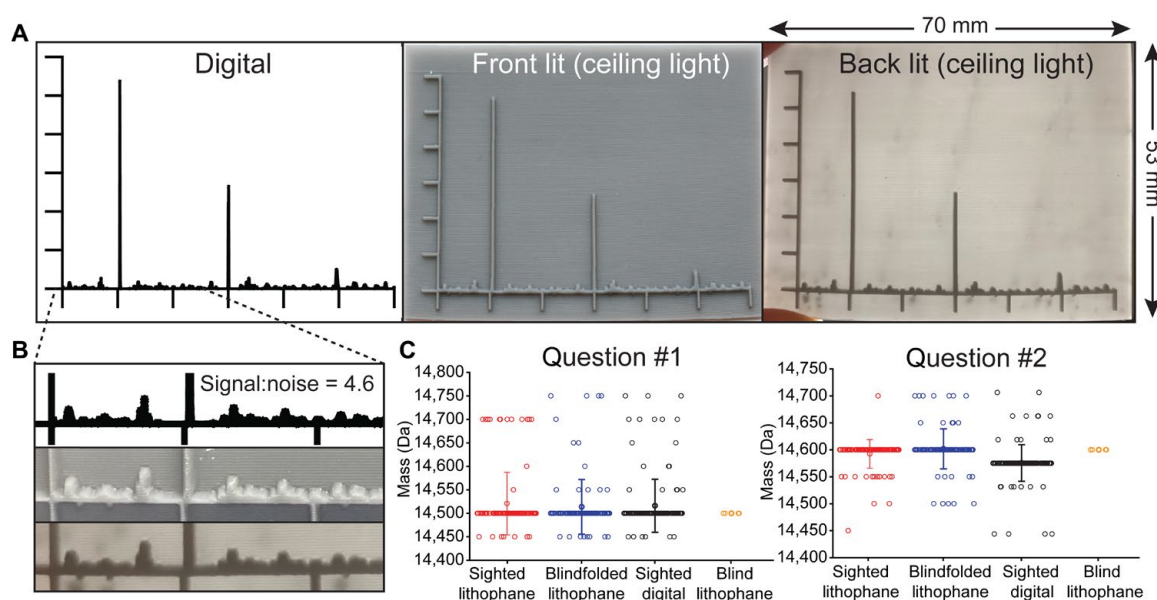 A
70 mm
Digital
Front lit (ceiling light)
Back lit (ceiling light)
53 mm
B
Signal:noise = 4.6
C
Question #1
Mass (Da)
14,800
14,750
14,700
14,650
14,600
14,550
14,500
14,450
14,400
Sighted
lithophane
Blindfolded
lithophane
Sighted
digital
Blind
lithophane
Question #2
Mass (Da)
14,750
14,700
14,650
14,600
14,550
14,500
14,450
14,400
Sighted
lithophane
Blindfolded
lithophane
Sighted
digital
Blind
lithophane